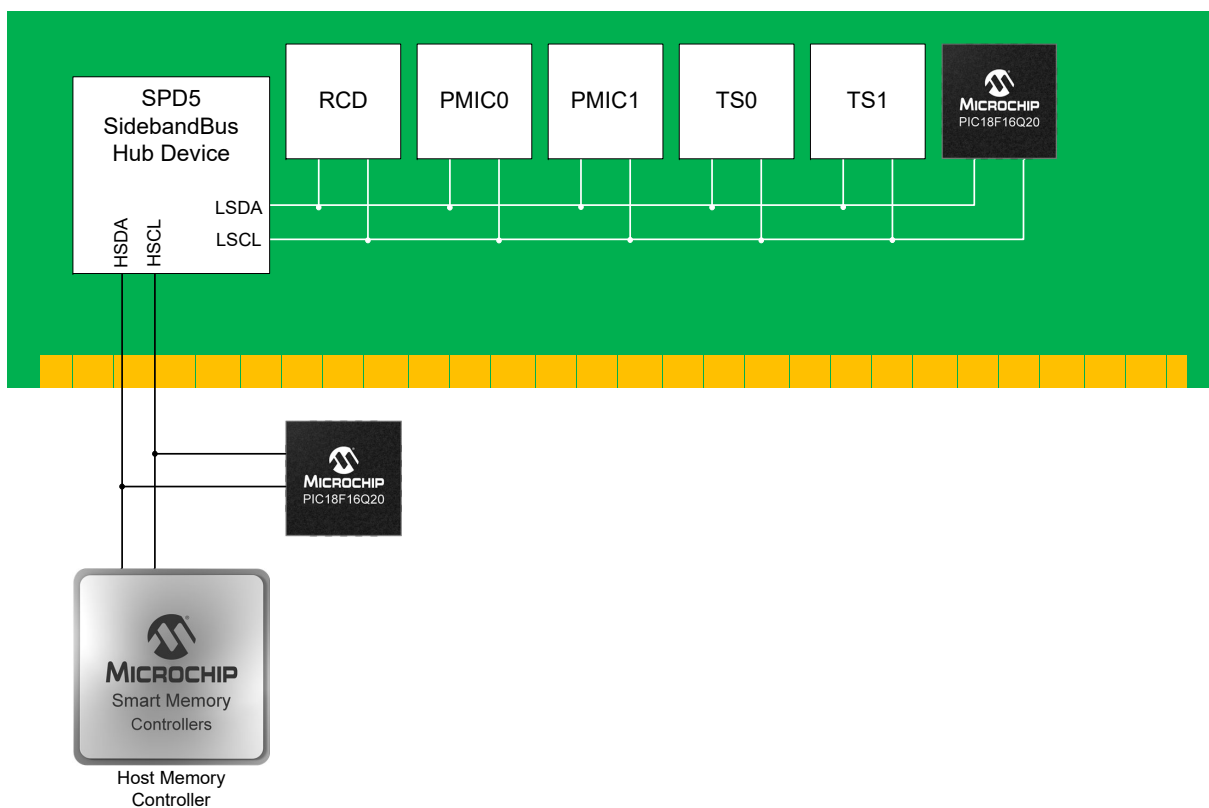 SPD5
SidebandBus
Hub Device
LSDA
LSCL
HSDA
HSCL
RCD
PMIC0
PMIC1
TS0
TS1
MICROCHIP
PIC18F16Q20
MICROCHIP
PIC18F16Q20
MICROCHIP
Smart Memory
Controllers
Host Memory
Controller